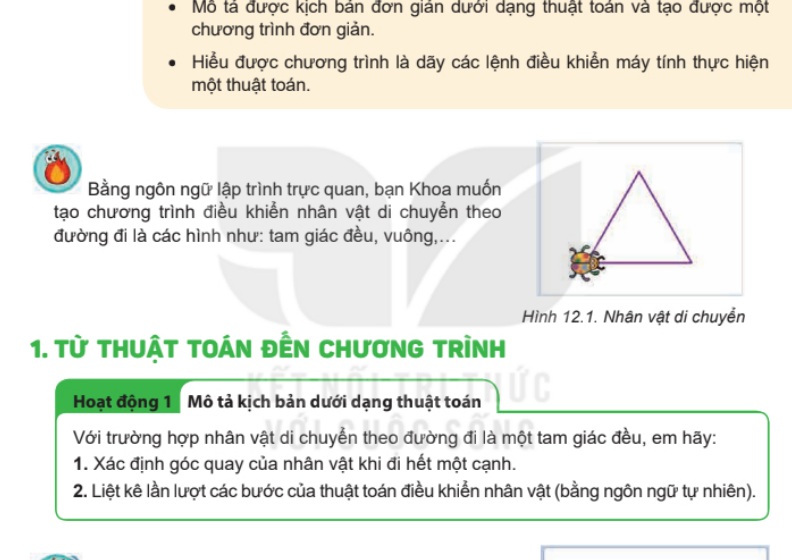 • Mô tả được kịch bản đơn giản dưới dạng thuật toán và tạo được một
chương trình đơn giản.
• Hiểu được chương trình là dãy các lệnh điều khiển máy tính thực hiện
một thuật toán.
Bằng ngôn ngữ lập trình trực quan, bạn Khoa muốn
tạo chương trình điều khiển nhân vật di chuyển theo
đường đi là các hình như: tam giác đều, vuông,...
Hình 12.1. Nhân vật di chuyển
1. TỪ THUẬT TOÁN ĐẾN CHƯƠNG TRÌNH
KẾT NỐI TRI THỨC
VỚI CUỘC SỐNG
Hoạt động 1 Mô tả kịch bản dưới dạng thuật toán
Với trường hợp nhân vật di chuyển theo đường đi là một tam giác đều, em hãy:
1. Xác định góc quay của nhân vật khi đi hết một cạnh.
2. Liệt kê lần lượt các bước của thuật toán điều khiển nhân vật (bằng ngôn ngữ tự nhiên).